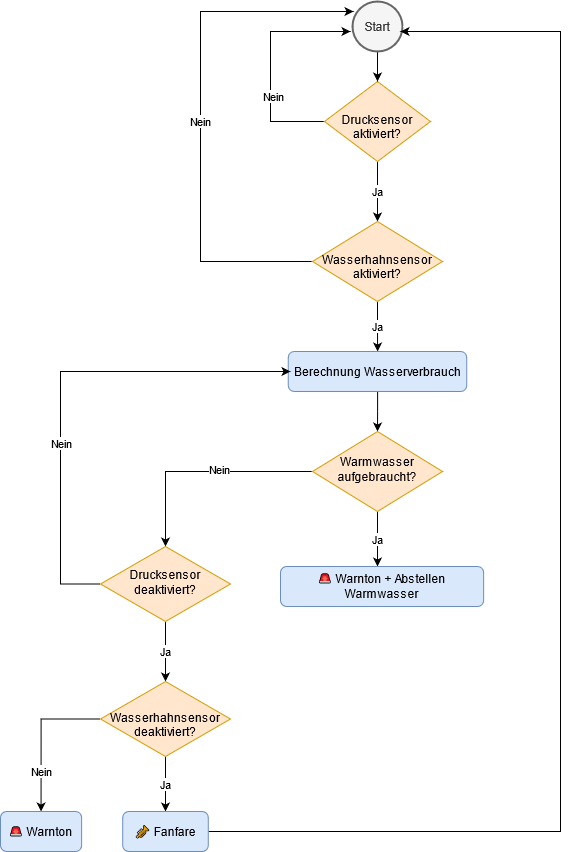 Start
Nein
Drucksensor
aktiviert?
Nein
Ja
Wasserhahnsensor
aktiviert?
Ja
Berechnung Wasserverbrauch
Nein
Warmwasser
aufgebraucht?
Nein
Ja
Drucksensor
deaktiviert?
Warnton + Abstellen
Warmwasser
Ja
Wasserhahnsensor
deaktiviert?
Nein
Ja
Warnton
Fanfare